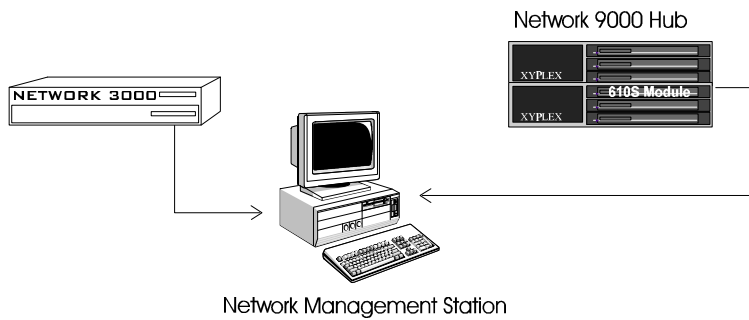 Network 9000 Hub
NETWORK 3000
XYPLEX
610S Module
XYPLEX
Network Management Station